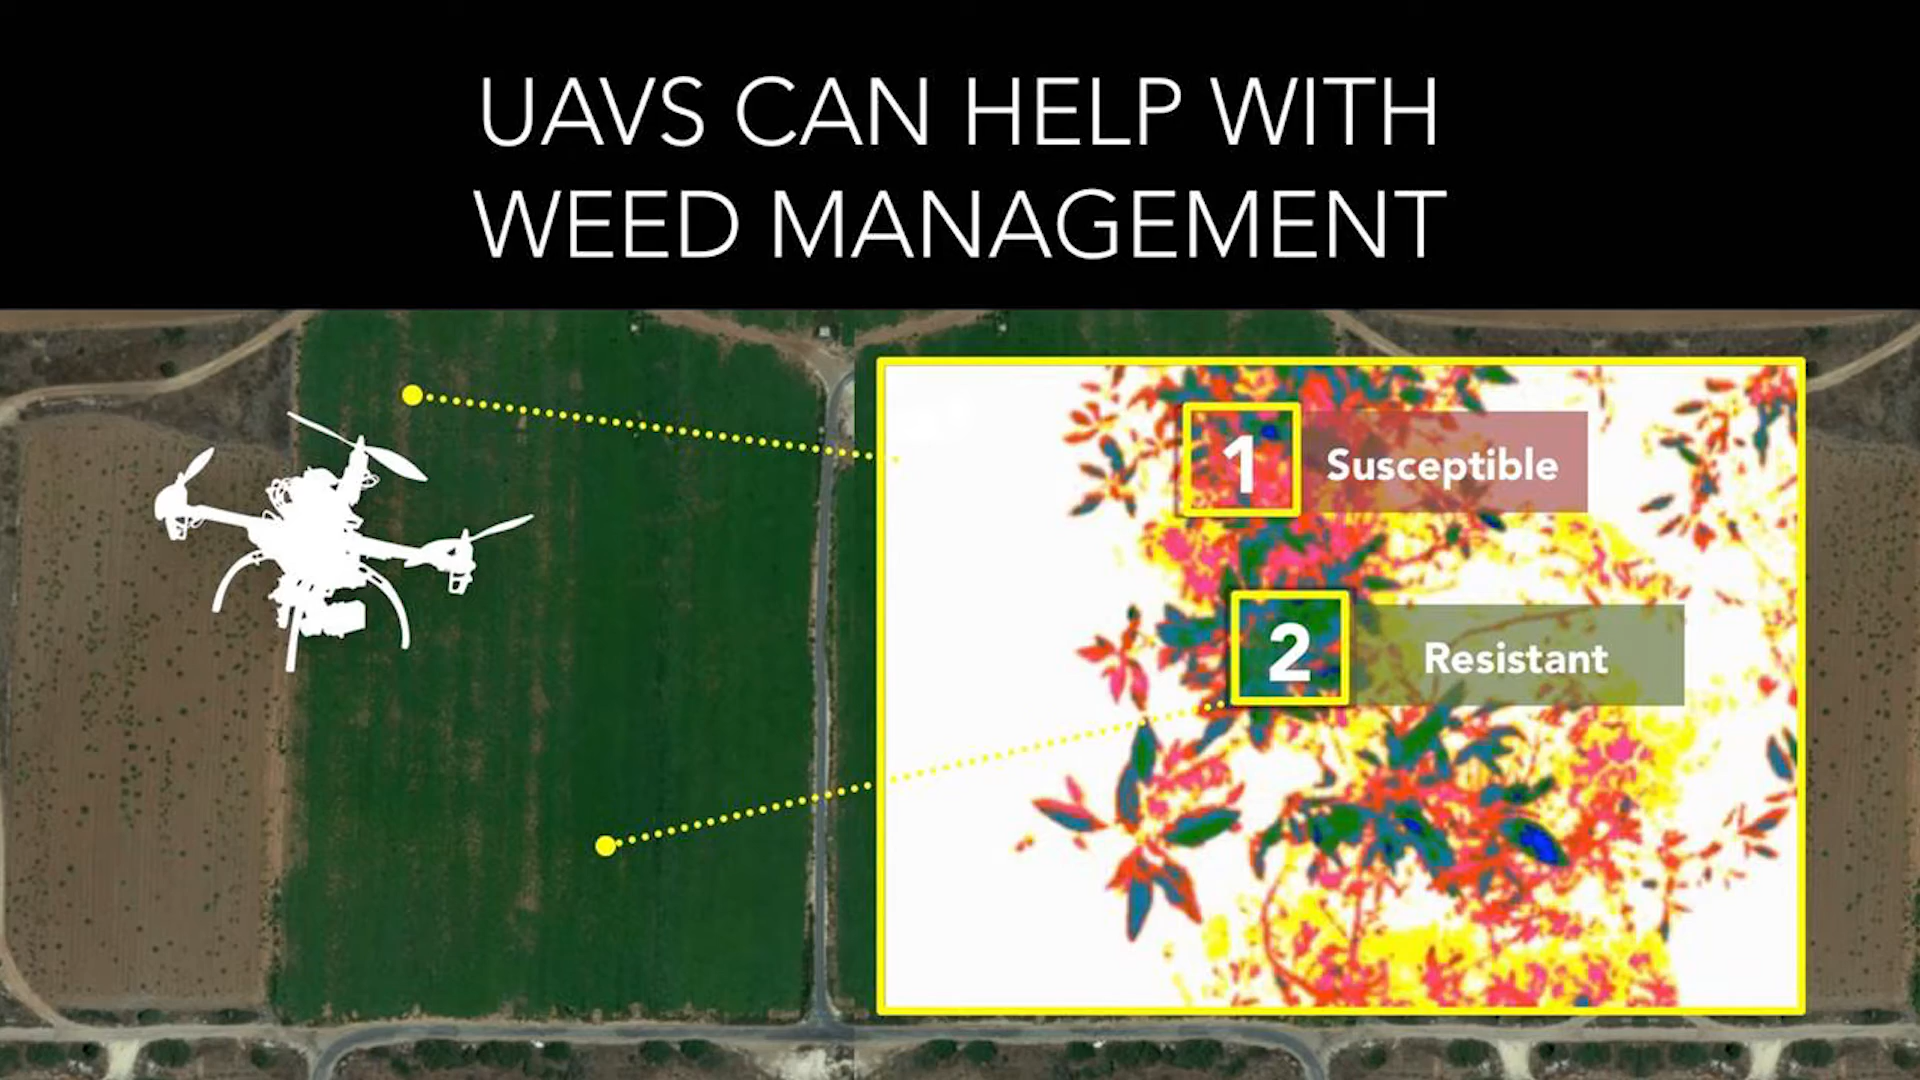 UAVS CAN HELP WITH
WEED MANAGEMENT
1 Susceptible
2 Resistant